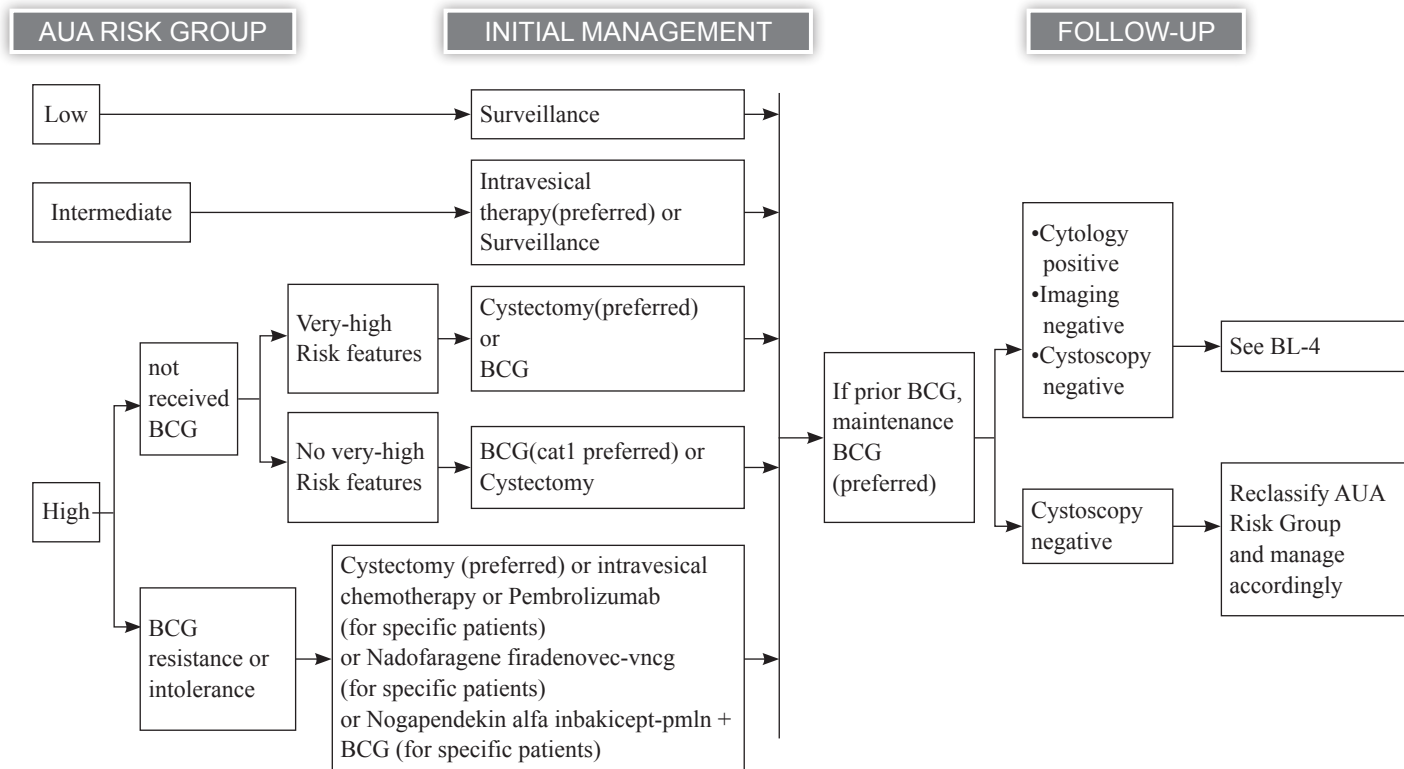 AUA RISK GROUP
INITIAL MANAGEMENT
FOLLOW-UP
Low
Surveillance
Intermediate
Intravesical
therapy(preferred) or
Surveillance
High
not
received
BCG
Very-high
Risk features
Cystectomy(preferred)
or
BCG
No very-high
Risk features
BCG(cat1 preferred) or
Cystectomy
BCG
resistance or
intolerance
Cystectomy (preferred) or intravesical
chemotherapy or Pembrolizumab
(for specific patients)
or Nadofaragene firadenovec-vncg
(for specific patients)
or Nogapendekin alfa inbakicept-pmln +
BCG (for specific patients)
If prior BCG,
maintenance
BCG
(preferred)
•Cytology
positive
•Imaging
negative
•Cystoscopy
negative
See BL-4
Cystoscopy
negative
Reclassify AUA
Risk Group
and manage
accordingly